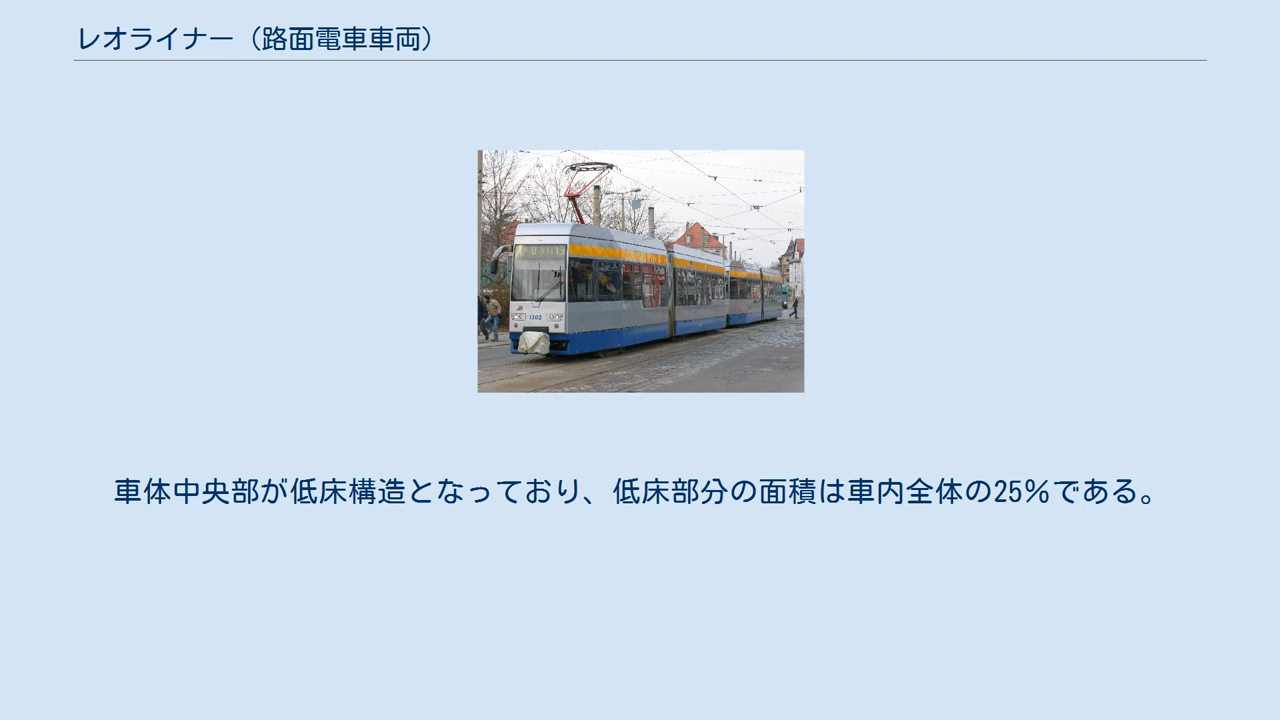 レオライナー（路面電車車両）
1302
車体中央部が低床構造となっており、低床部分の面積は車内全体の25％である。